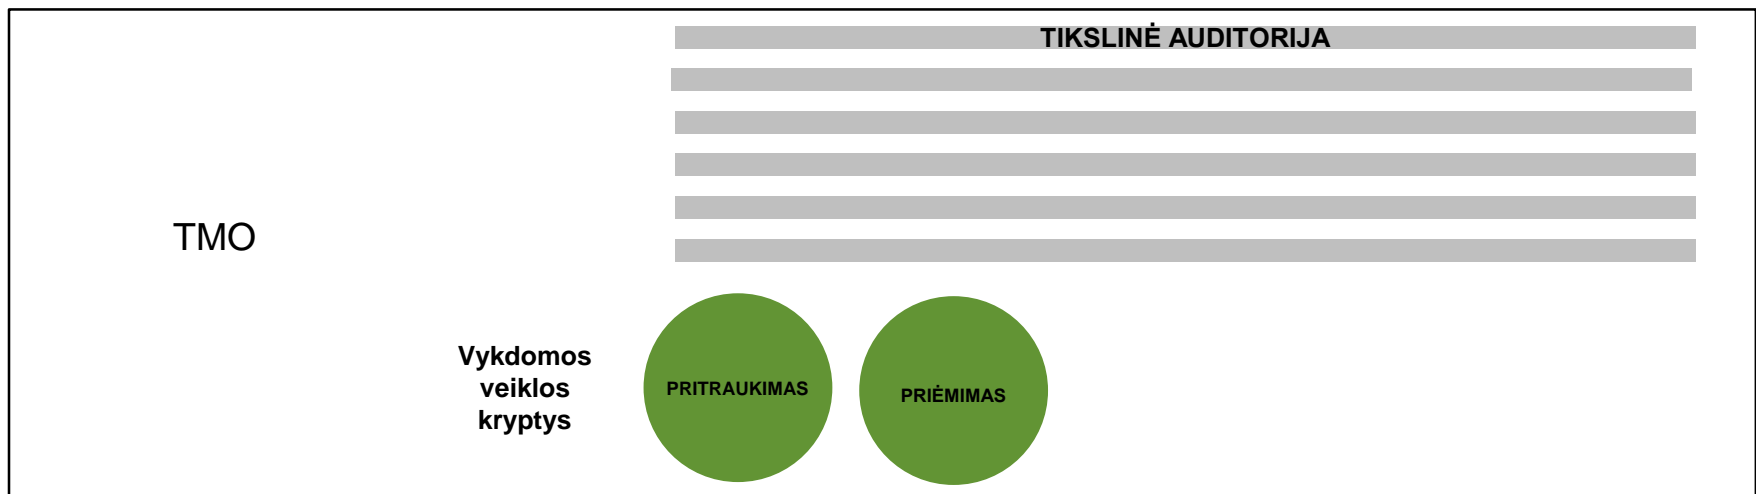 TIKSLINĖ AUDITORIJA
TMO
Vykdomos
veiklos
kryptys
PRITRAUKIMAS
PRIĖMIMAS